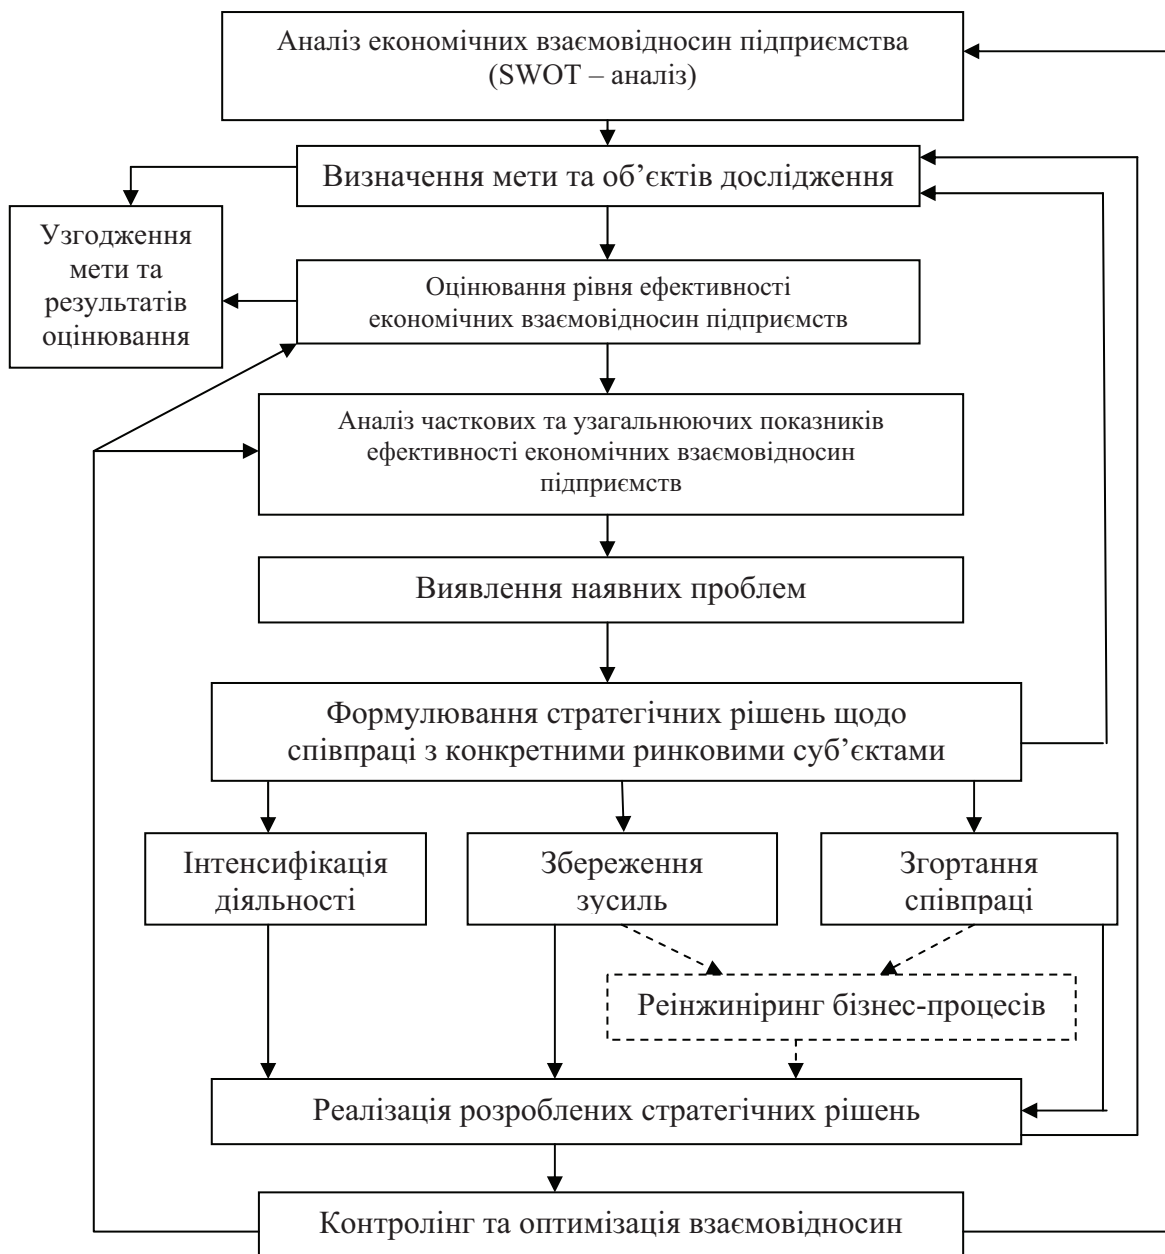 Аналіз економічних взаємовідносин підприємства
(SWOT – аналіз)
Визначення мети та об’єктів дослідження
Узгодження
мети та
результатів
оцінювання
Оцінювання рівня ефективності
економічних взаємовідносин підприємств
Аналіз часткових та узагальнюючих показників
ефективності економічних взаємовідносин
підприємств
Виявлення наявних проблем
Формулювання стратегічних рішень щодо
співпраці з конкретними ринковими суб’єктами
Інтенсифікація
діяльності
Збереження
зусиль
Згортання
співпраці
Реінжиніринг бізнес-процесів
Реалізація розроблених стратегічних рішень
Контролінг та оптимізація взаємовідносин